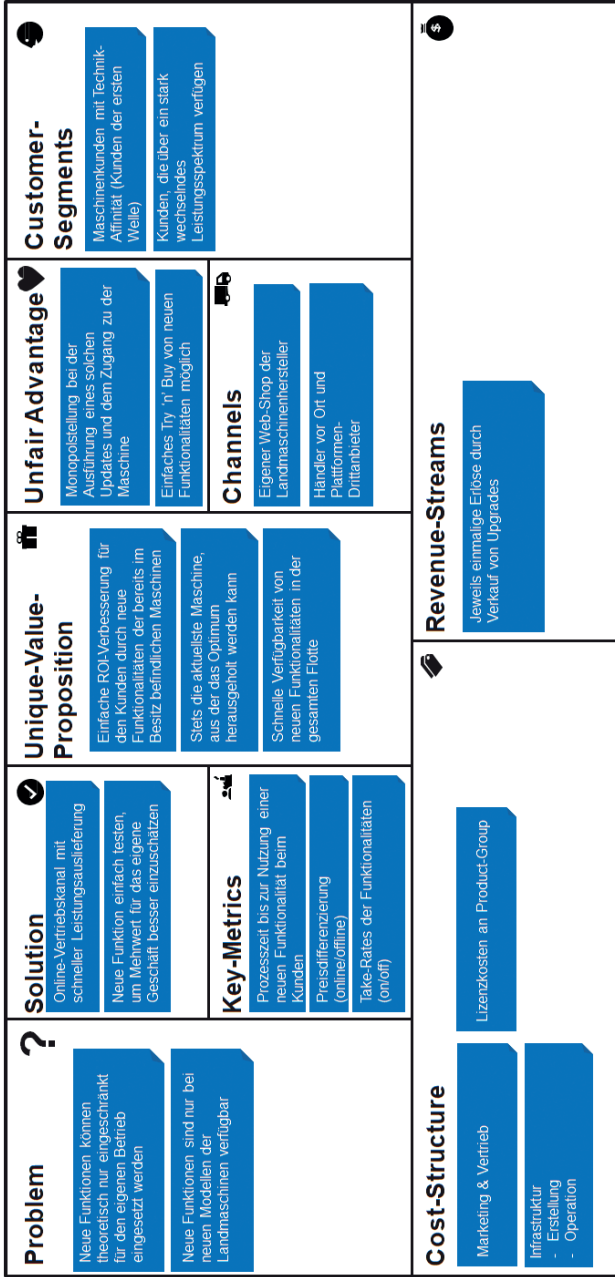 Problem
?
Neue Funktionen können
theoretisch nur eingeschränkt
für den eigenen Betrieb
eingesetzt werden
Neue Funktionen sind nur bei
neuen Modellen der
Landmaschinen verfügbar
Solution
Online-Vertriebskanal mit
schneller Leistungsauslieferung
Neue Funktion einfach testen,
um Mehrwert für das eigene
Geschäft besser einzuschätzen
Key-Metrics
Prozesszeit bis zur Nutzung einer
neuen Funktionalität beim
Kunden
Preisdifferenzierung
(online/offline)
Take-Rates der Funktionalitäten
(on/off)
Unique-Value-
Proposition
Einfache ROI-Verbesserung für
den Kunden durch neue
Funktionalitäten der bereits im
Besitz befindlichen Maschinen
Stets die aktuellste Maschine,
aus der das Optimum
herausgeholt werden kann
Schnelle Verfügbarkeit von
neuen Funktionalitäten in der
gesamten Flotte
Unfair Advantage
Monopolstellung bei der
Ausführung eines solchen
Updates und dem Zugang zu der
Maschine
Einfaches Try 'n' Buy von neuen
Funktionalitäten möglich
Channels
Eigener Web-Shop der
Landmaschinenhersteller
Händler vor Ort und
Plattformen-
Drittanbieter
Customer-
Segments
Maschinenkunden mit Technik-
Affinität (Kunden der ersten
Welle)
Kunden, die über ein stark
wechselndes
Leistungsspektrum verfügen
Cost-Structure
Marketing & Vertrieb
Lizenzkosten an Product-Group
Infrastruktur
- Erstellung
- Operation
Revenue-Streams
$
Jeweils einmalige Erlöse durch
Verkauf von Upgrades